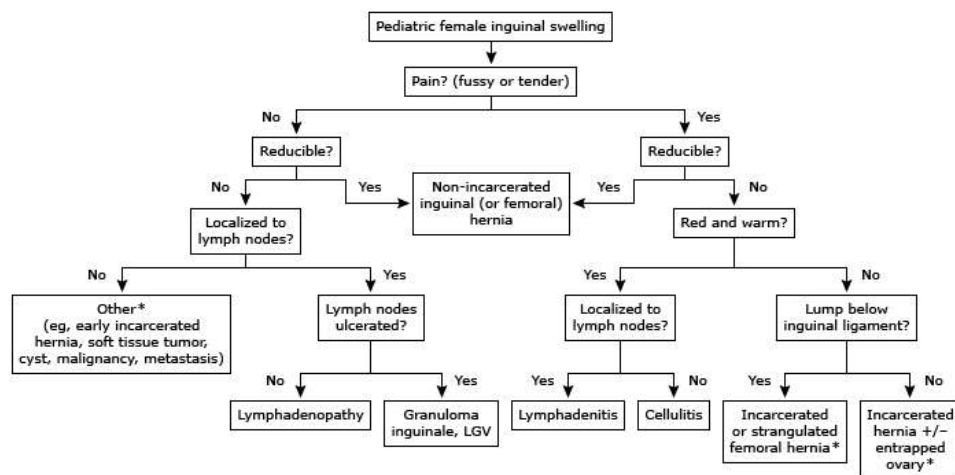 Pediatric female inguinal swelling
Pain? (fussy or tender)
No
Yes
Reducible?
Reducible?
No
Yes
Non-incarcerated
inguinal (or femoral)
hernia
Yes
No
Localized to
lymph nodes?
Red and warm?
No
Yes
Yes
No
Other*
(eg, early incarcerated
hernia, soft tissue tumor,
cyst, malignancy, metastasis)
Lymph nodes
ulcerated?
Localized to
lymph nodes?
Lump below
inguinal ligament?
No
Yes
Yes
No
Yes
No
Lymphadenopathy
Granuloma
inguinale, LGV
Lymphadenitis
Cellulitis
Incarcerated
or strangulated
femoral hernia*
Incarcerated
hernia +/–
entrapped
ovary*